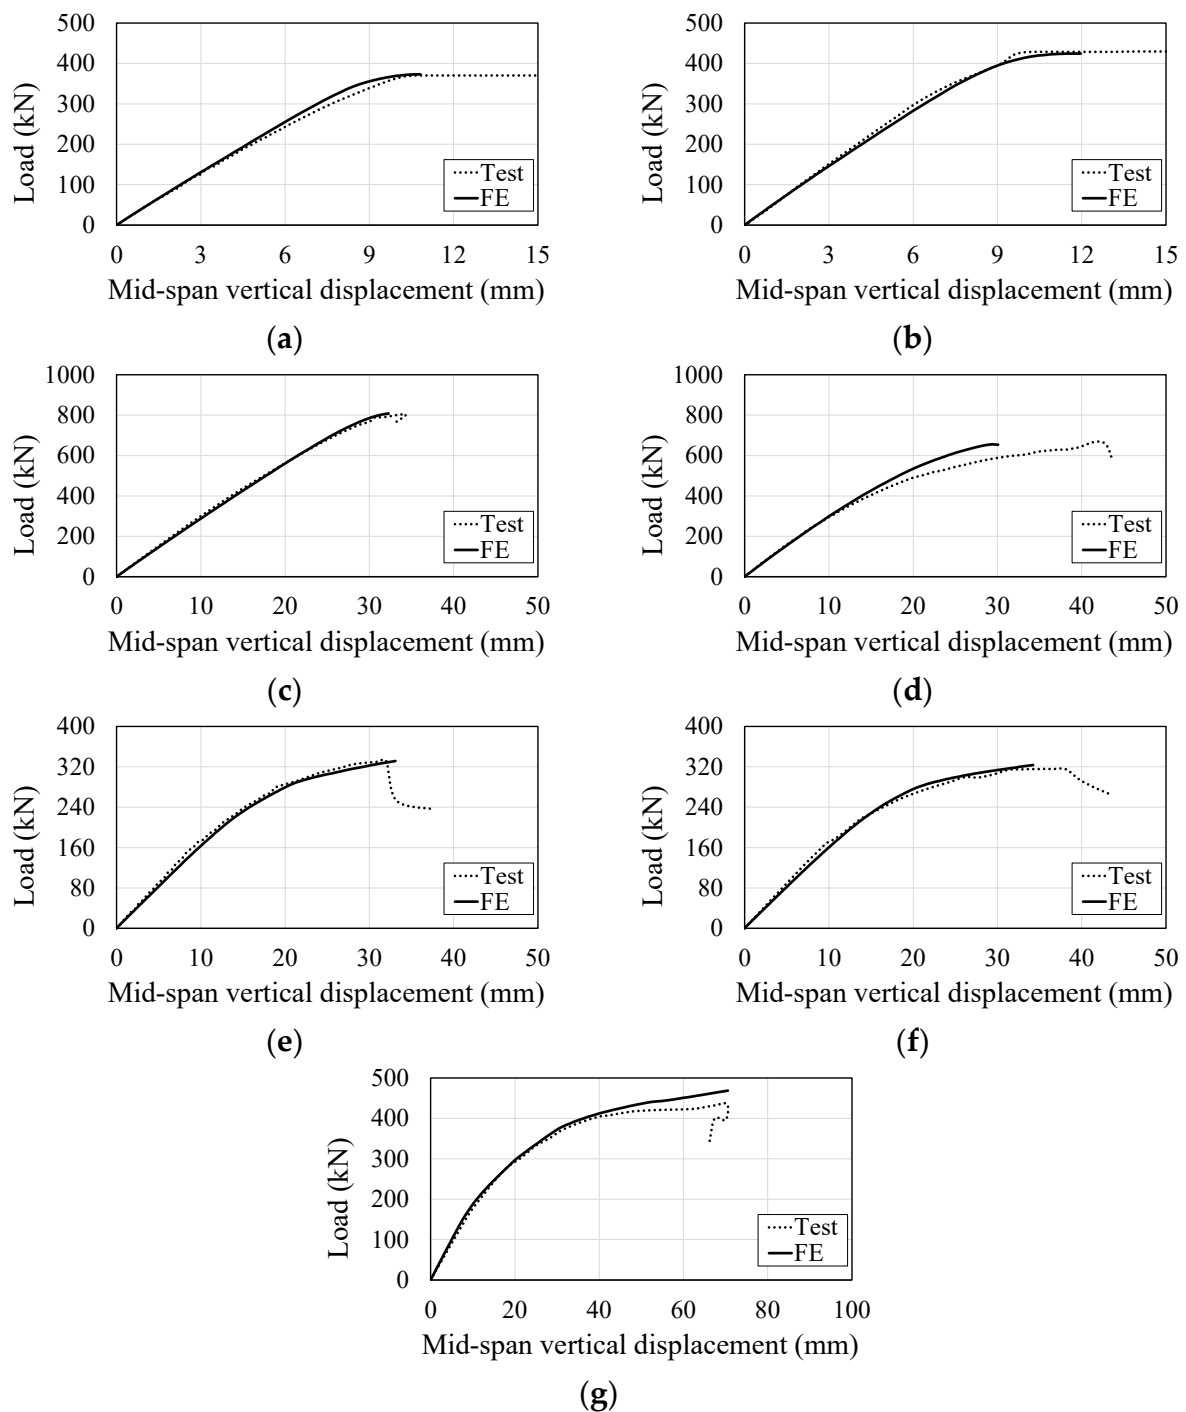 500
400
300
200
100
0
Load (kN)
Test
FE
0 3 6 9 12 15
Mid-span vertical displacement (mm)
(a)
500
400
300
200
100
0
Load (kN)
Test
FE
0 3 6 9 12 15
Mid-span vertical displacement (mm)
(b)
1000
800
600
400
200
0
Load (kN)
Test
FE
0 10 20 30 40 50
Mid-span vertical displacement (mm)
(c)
1000
800
600
400
200
0
Load (kN)
Test
FE
0 10 20 30 40 50
Mid-span vertical displacement (mm)
(d)
400
320
240
160
80
0
Load (kN)
Test
FE
0 10 20 30 40 50
Mid-span vertical displacement (mm)
(e)
400
320
240
160
80
0
Load (kN)
Test
FE
0 10 20 30 40 50
Mid-span vertical displacement (mm)
(f)
500
400
300
200
100
0
Load (kN)
Test
FE
0 20 40 60 80 100
Mid-span vertical displacement (mm)
(g)